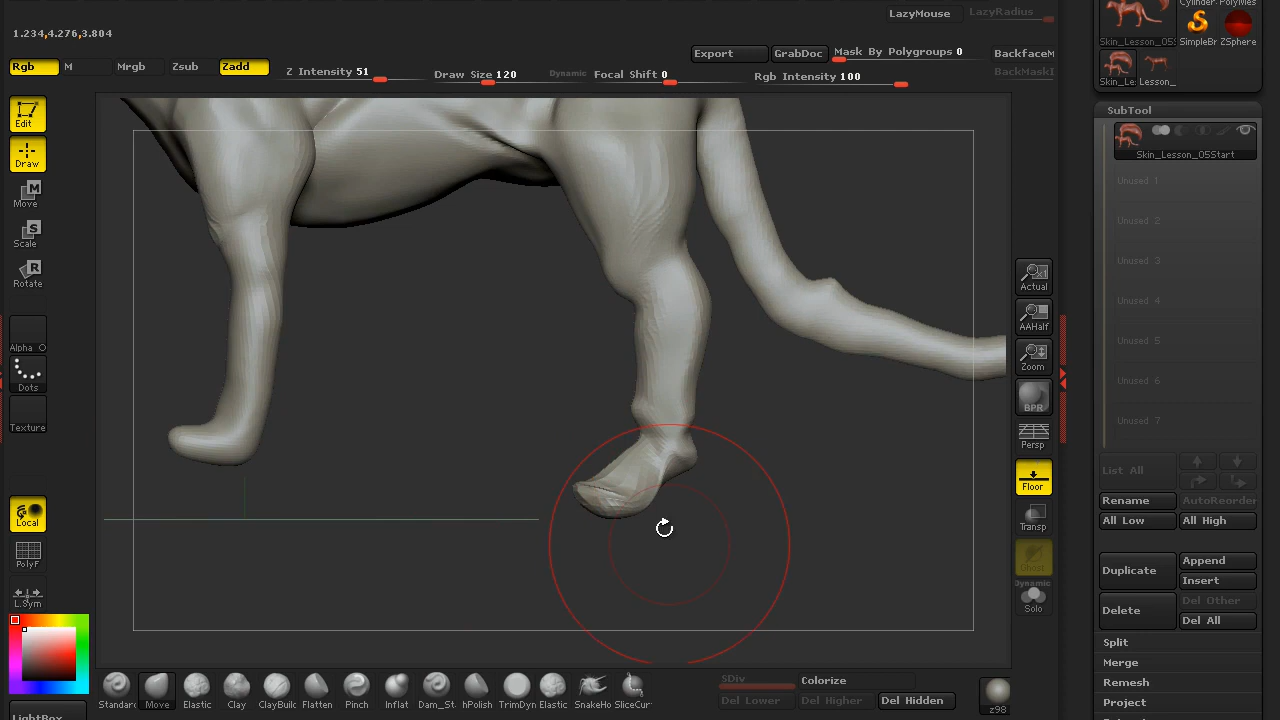 LazyMouse LazyRadius
1.234,4.276,3.804
Export GrabDoc Mask By Polygroups 0 BackfaceM
Rgb M Mrgb Zsub Zadd Z Intensity 51 Draw Size 120 Dynamic Focal Shift 0 Rgb Intensity 100 BackMaskI
Cylinder PolyMes
Skin_Lesson_05S SimpleBr ZSphere
Skin_Le Lesson_
SubTool
Skin_Lesson_05Start
Unused 1
Unused 2
Unused 3
Unused 4
Unused 5
Unused 6
Unused 7
Edit
Draw
Move
Scale
Rotate
Alpha O
Dots
Texture
Local
PolyF
L.Sym
LightBox
Actual
AAHalf
Zoom
BPR
Persp
Floor
Transp
Ghost
Dynamic
Solo
List All
Rename AutoReorder
All Low All High
Duplicate Append
Insert
Delete Del Other
Del All
Split
Merge
Remesh
Project
Standar Move Elastic Clay ClayBuilc Flatten Pinch Inflat Dam_St hPolish TrimDyn Elastic SnakeHo SliceCur
SDiv Colorize
Del Lower Del Higher Del Hidden
z98